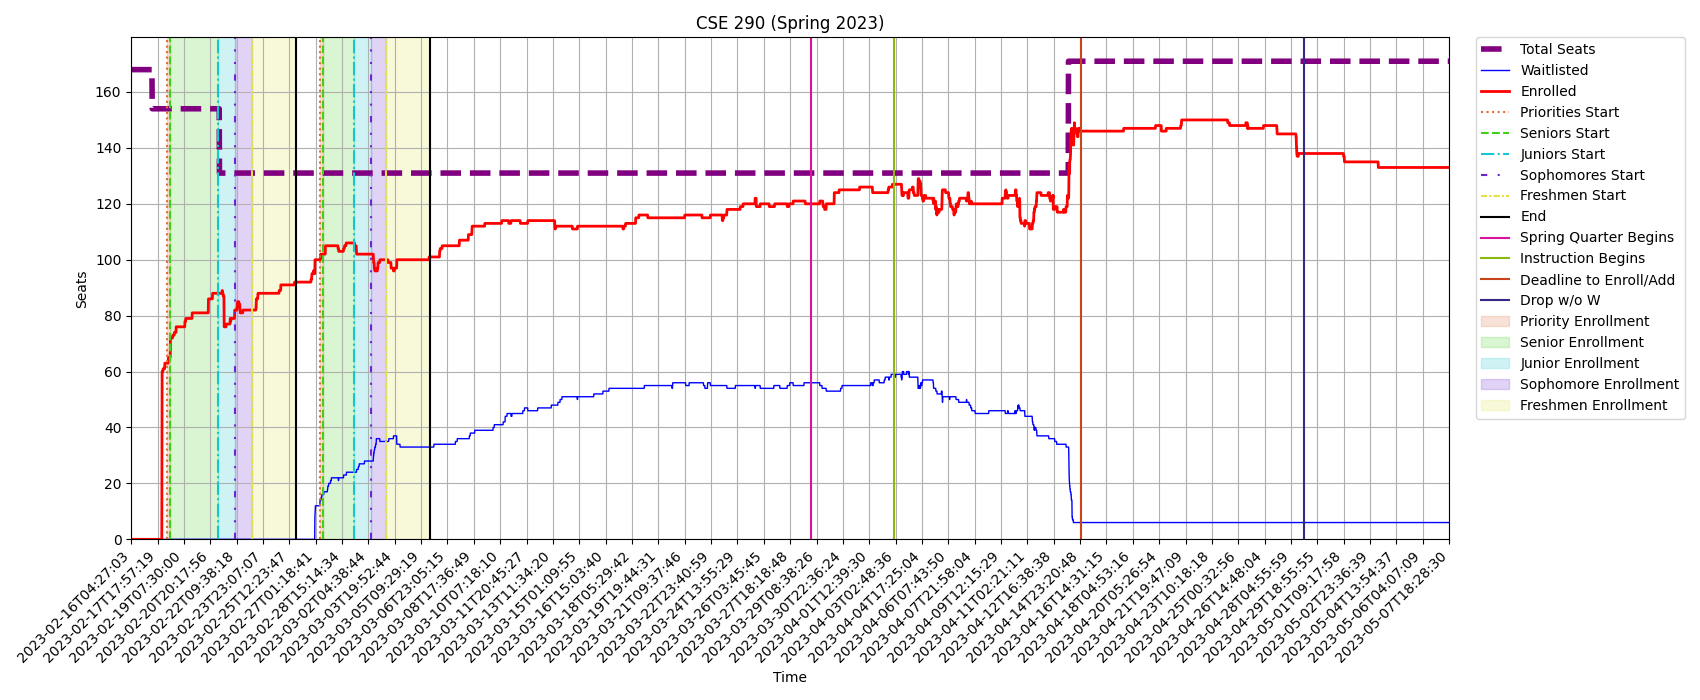 CSE 290 (Spring 2023)
Seats
160
140
120
100
80
60
40
20
0
2023-02-16T04:27:03
2023-02-17T17:57:19
2023-02-19T07:30:00
2023-02-20T20:17:56
2023-02-22T09:38:18
2023-02-23T23:07:07
2023-02-25T12:23:47
2023-02-27T01:18:41
2023-02-28T15:14:34
2023-03-02T04:38:44
2023-03-03T19:52:44
2023-03-05T09:29:19
2023-03-06T23:05:15
2023-03-08T12:36:49
2023-03-10T07:18:10
2023-03-11T20:45:27
2023-03-13T11:34:20
2023-03-15T01:09:55
2023-03-16T15:03:40
2023-03-18T05:29:42
2023-03-19T19:44:31
2023-03-21T09:37:46
2023-03-22T23:40:59
2023-03-24T13:55:29
2023-03-26T03:45:45
2023-03-27T18:18:48
2023-03-29T08:38:26
2023-03-30T22:36:24
2023-04-01T12:39:30
2023-04-03T02:48:36
2023-04-04T17:25:04
2023-04-06T07:43:50
2023-04-07T21:58:04
2023-04-09T12:15:29
2023-04-11T02:21:11
2023-04-12T16:38:38
2023-04-14T23:20:48
2023-04-16T14:31:15
2023-04-18T04:53:16
2023-04-20T05:26:54
2023-04-21T19:47:09
2023-04-23T10:18:18
2023-04-25T00:32:56
2023-04-26T14:48:04
2023-04-28T04:55:59
2023-04-29T18:55:55
2023-05-01T09:17:58
2023-05-02T23:36:39
2023-05-04T13:54:37
2023-05-06T04:07:09
2023-05-07T18:28:30
Time
Total Seats
Waitlisted
Enrolled
Priorities Start
Seniors Start
Juniors Start
Sophomores Start
Freshmen Start
End
Spring Quarter Begins
Instruction Begins
Deadline to Enroll/Add
Drop w/o W
Priority Enrollment
Senior Enrollment
Junior Enrollment
Sophomore Enrollment
Freshmen Enrollment